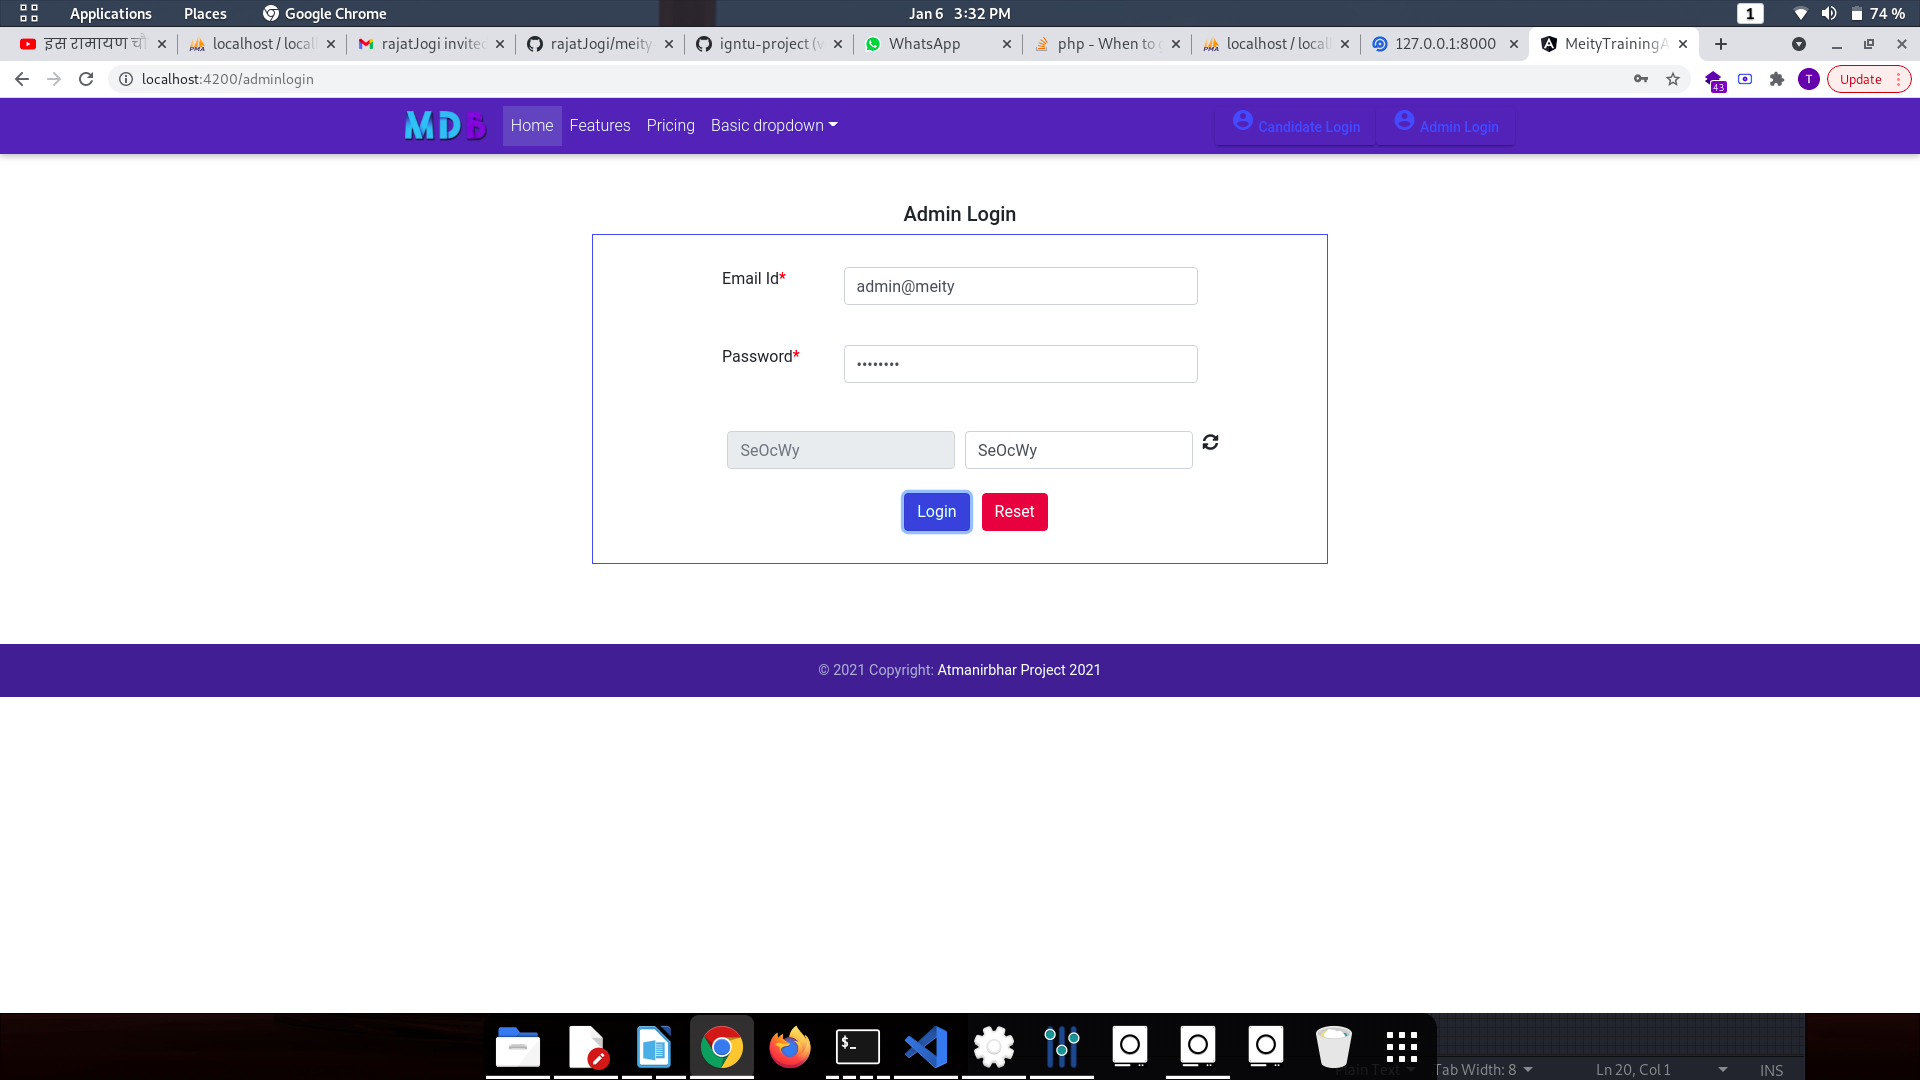 Applications Places Google Chrome Jan 6 3:32 PM 1 74 %
इस रामायण चौ localhost / local rajatJogi invited rajatJogi/meity- igntu-project (v WhatsApp php - When to localhost / local 127.0.0.1:8000 MeityTrainingA
localhost:4200/adminlogin 43 T Update
MDB Home Features Pricing Basic dropdown Candidate Login Admin Login
Admin Login
Email Id* admin@meity
Password* ••••••••
SeOcWy SeOcWy
Login Reset
© 2021 Copyright: Atmanirbhar Project 2021
Plain Text Tab Width: 8 Ln 20, Col 1 INS